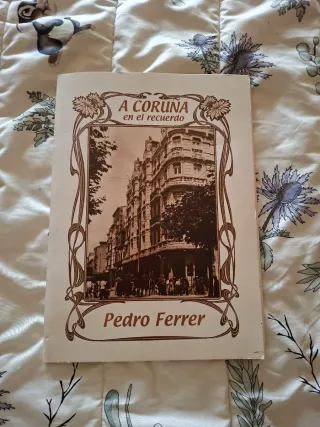 A CORUÑA
en el recuerdo
Pedro Ferrer